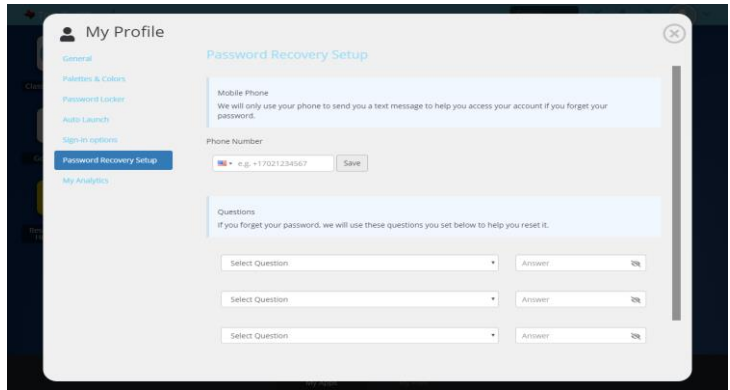 My Profile
General
Palettes & Colors
Password Locker
Auto Launch
Sign-in options
Password Recovery Setup
My Analytics
Password Recovery Setup
Mobile Phone
We will only use your phone to send you a text message to help you access your account if you forget your
password.
Phone Number
e.g. +17021234567 Save
Questions
If you forget your password, we will use these questions you set below to help you reset it.
Select Question Answer
Select Question Answer
Select Question Answer
My Apps